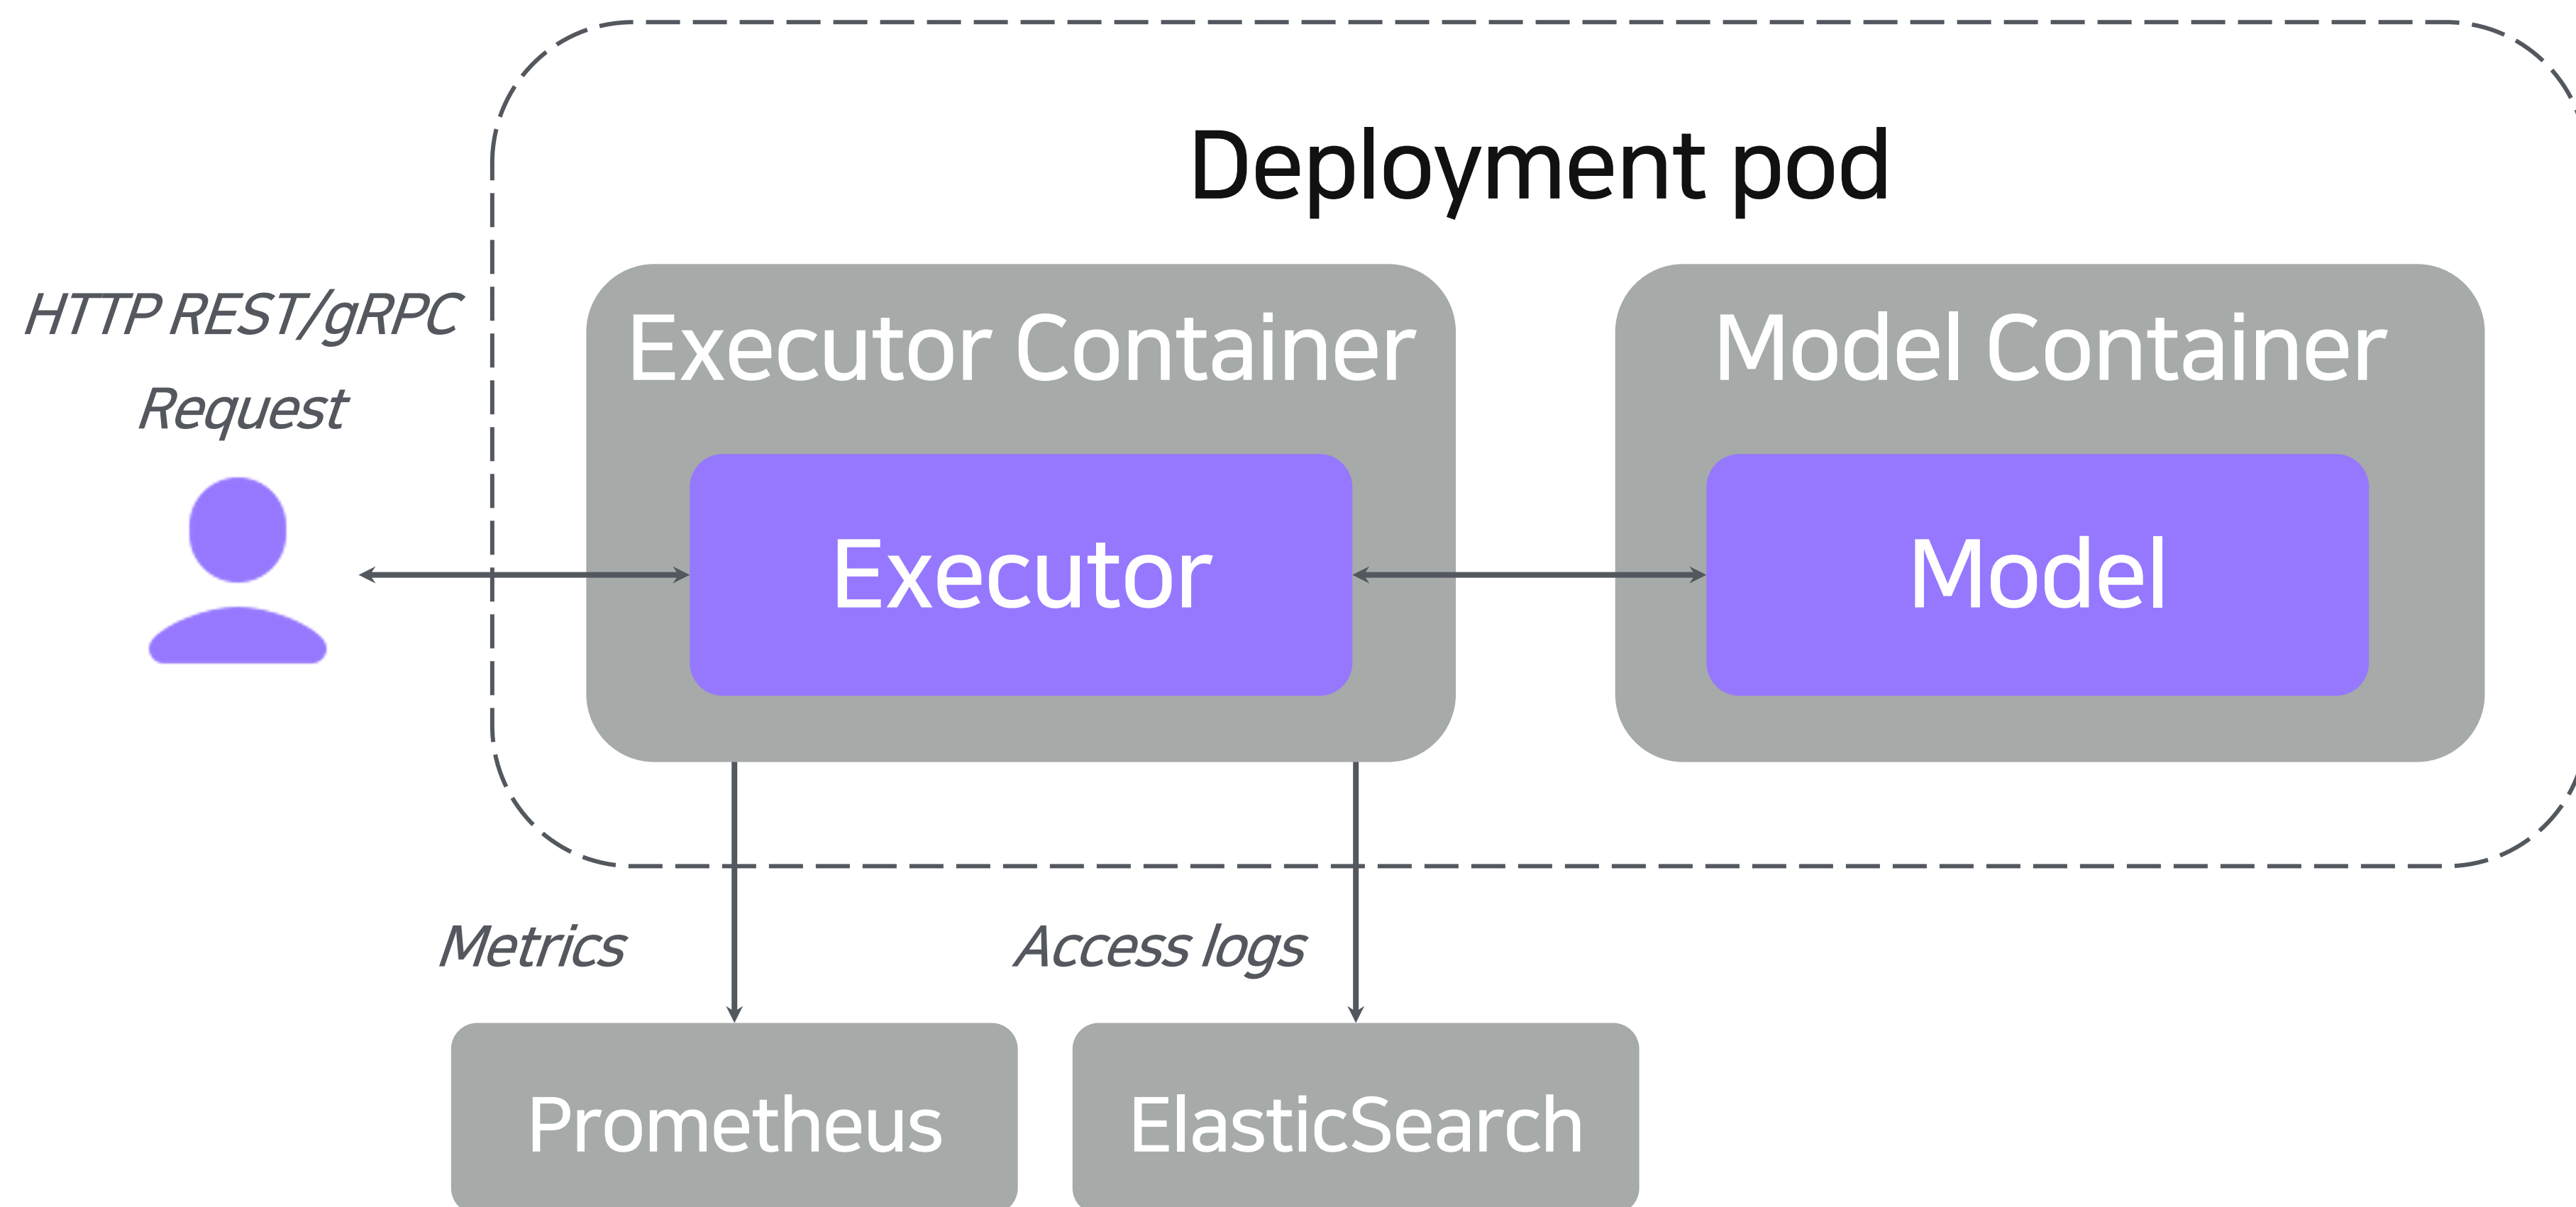 Deployment pod
HTTP REST/gRPC
Request
Executor Container
Model Container
Executor
Model
Metrics
Access logs
Prometheus
ElasticSearch